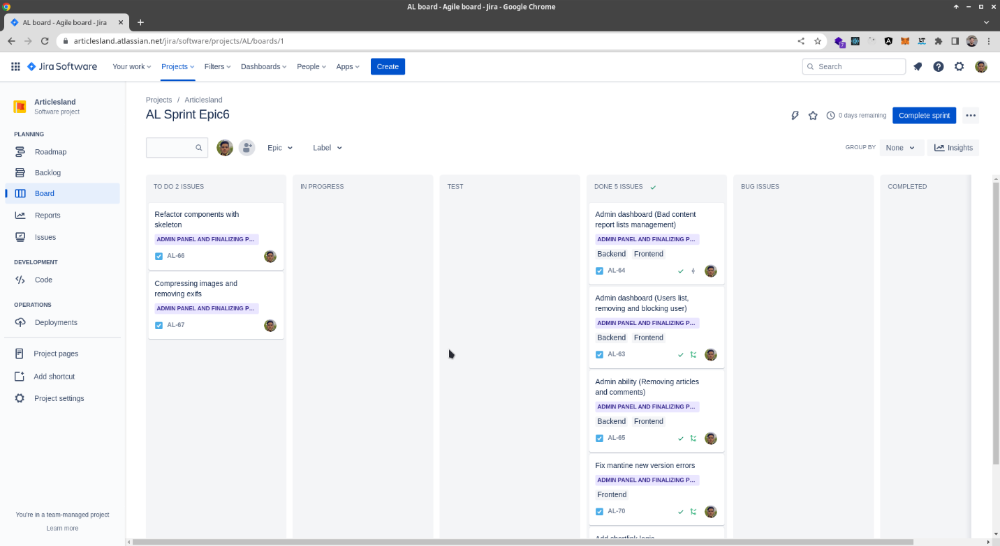 AL board - Agile board - Jira - Google Chrome
AL board - Agile board - Jira
articlesland.atlassian.net/jira/software/projects/AL/boards/1
7
Jira Software
Your work
Projects
Filters
Dashboards
People
Apps
Create
Search
Articlesland
Software project
PLANNING
Roadmap
Backlog
Board
Reports
Issues
DEVELOPMENT
Code
OPERATIONS
Deployments
Project pages
Add shortcut
Project settings
You're in a team-managed project
Learn more
Projects / Articlesland
AL Sprint Epic6
0 days remaining
Complete sprint
Epic
Label
GROUP BY
None
Insights
TO DO 2 ISSUES
Refactor components with
skeleton
ADMIN PANEL AND FINALIZING P...
AL-66
Compressing images and
removing exifs
ADMIN PANEL AND FINALIZING P...
AL-67
IN PROGRESS
TEST
DONE 5 ISSUES
Admin dashboard (Bad content
report lists management)
ADMIN PANEL AND FINALIZING P...
Backend Frontend
AL-64
Admin dashboard (Users list,
removing and blocking user)
ADMIN PANEL AND FINALIZING P...
Backend Frontend
AL-63
Admin ability (Removing articles
and comments)
ADMIN PANEL AND FINALIZING P...
Backend Frontend
AL-65
Fix mantine new version errors
ADMIN PANEL AND FINALIZING P...
Frontend
AL-70
Add shortlink logic
BUG ISSUES
COMPLETED